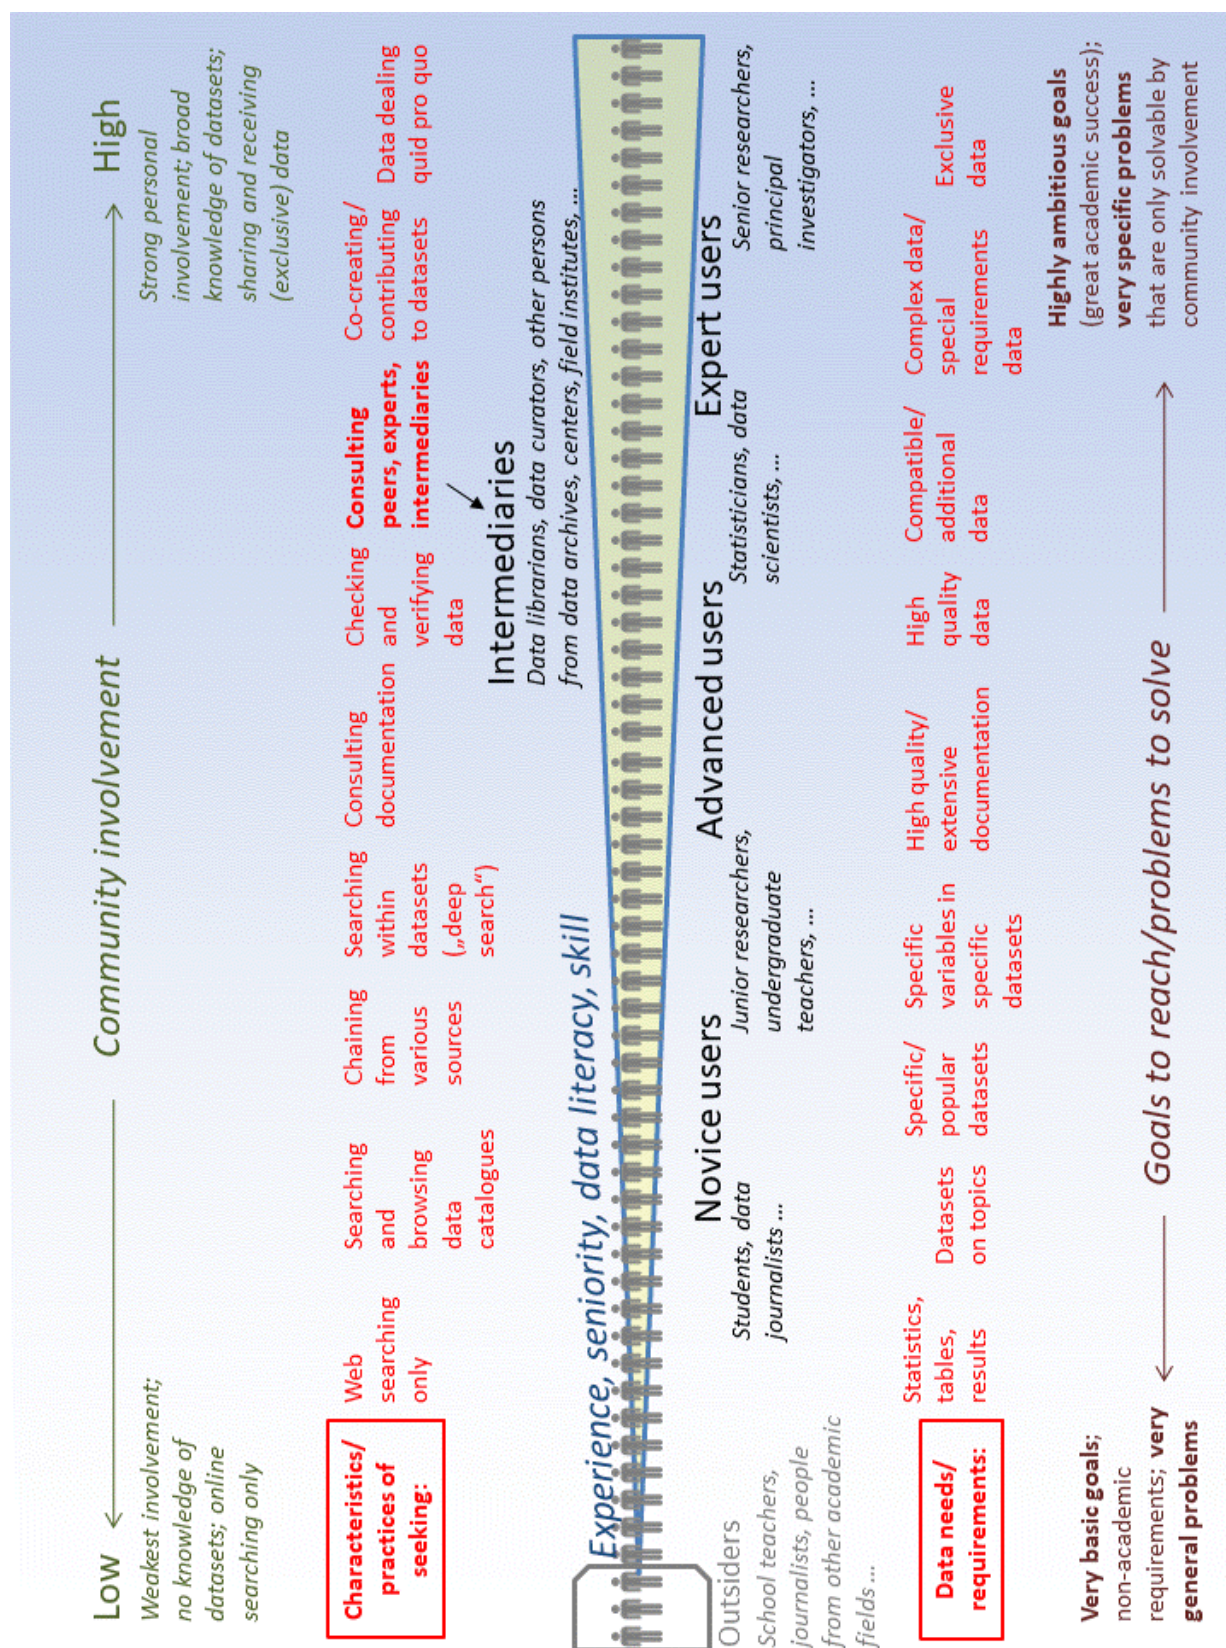 Low
Community involvement
High
Weakest involvement;
no knowledge of
datasets; online
searching only
Strong personal
involvement; broad
knowledge of datasets;
sharing and receiving
(exclusive) data
Characteristics/
practices of
seeking:
Web
searching
only
Searching
and
browsing
data
catalogues
Chaining
from
various
sources
Searching
within
datasets
(„deep
search“)
Consulting
documentation
Checking
and
verifying
data
Consulting
peers, experts,
intermediaries
Co-creating/
contributing
to datasets
Data dealing
quid pro quo
Intermediaries
Data librarians, data curators, other persons
from data archives, centers, field institutes, ...
Experience, seniority, data literacy, skill
Outsiders
School teachers,
journalists, people
from other academic
fields ...
Novice users
Students, data
journalists ...
Junior researchers,
undergraduate
teachers, ...
Advanced users
Statisticians, data
scientists, ...
Expert users
Senior researchers,
principal
investigators, ...
Data needs/
requirements:
Statistics,
tables,
results
Datasets
on topics
Specific/
popular
datasets
Specific
variables in
specific
datasets
High quality/
extensive
documentation
High
quality
data
Compatible/
additional
data
Complex data/
special
requirements
data
Exclusive
data
Very basic goals;
non-academic
requirements; very
general problems
Goals to reach/problems to solve
Highly ambitious goals
(great academic success);
very specific problems
that are only solvable by
community involvement